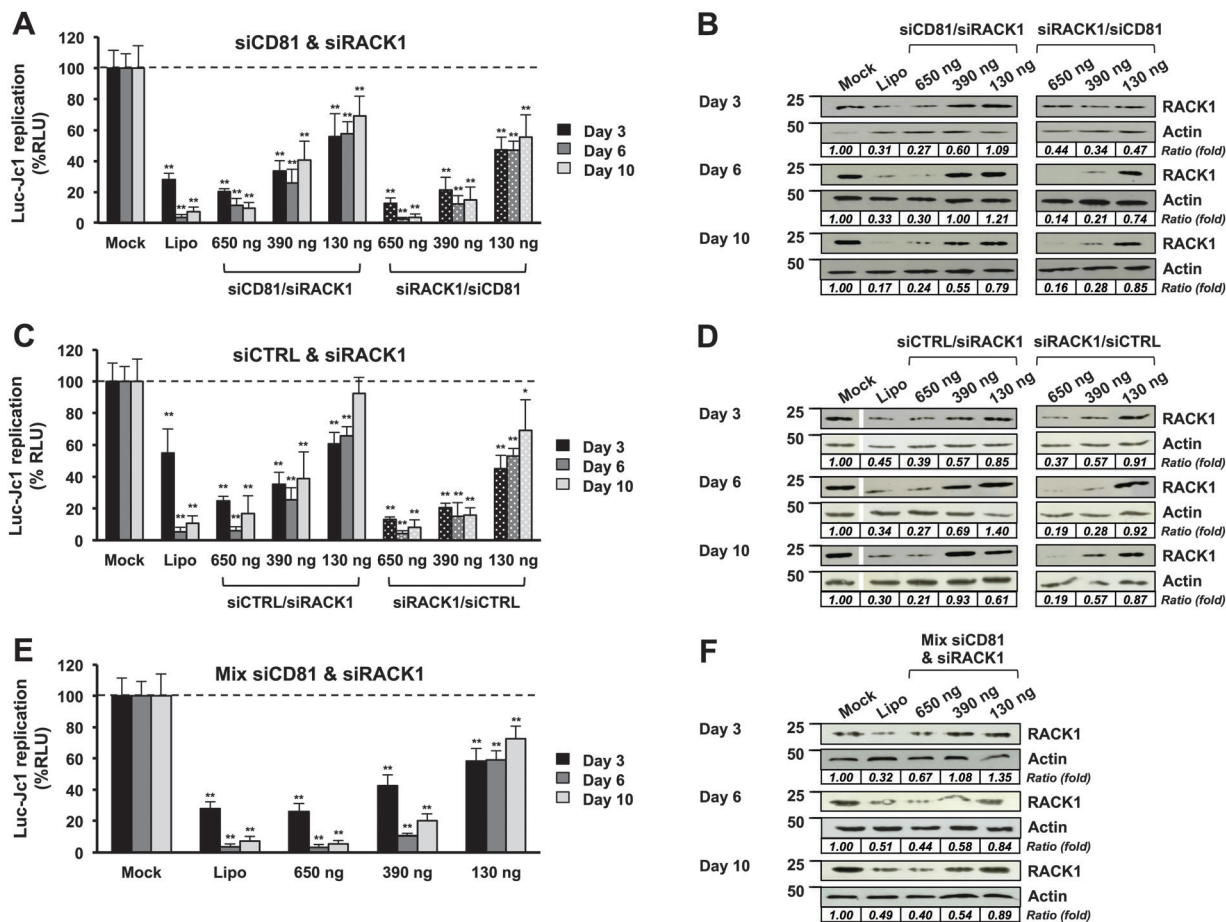 A
siCD81 & siRACK1
Luc-Jc1 replication
(%RLU)
120
100
80
60
40
20
0
** ** ** ** ** ** ** ** ** ** ** ** ** ** ** ** ** ** ** ** **
Day 3
Day 6
Day 10
Mock Lipo 650 ng 390 ng 130 ng 650 ng 390 ng 130 ng
siCD81/siRACK1 siRACK1/siCD81
B
siCD81/siRACK1 siRACK1/siCD81
Mock Lipo 650 ng 390 ng 130 ng 650 ng 390 ng 130 ng
Day 3 25 RACK1
50 Actin
1.00 0.31 0.27 0.60 1.09 0.44 0.34 0.47 Ratio (fold)
Day 6 25 RACK1
50 Actin
1.00 0.33 0.30 1.00 1.21 0.14 0.21 0.74 Ratio (fold)
Day 10 25 RACK1
50 Actin
1.00 0.17 0.24 0.55 0.79 0.16 0.28 0.85 Ratio (fold)
C
siCTRL & siRACK1
Luc-Jc1 replication
(% RLU)
120
100
80
60
40
20
0
** ** ** ** ** ** ** ** ** ** ** ** ** ** ** ** ** ** ** *
Day 3
Day 6
Day 10
Mock Lipo 650 ng 390 ng 130 ng 650 ng 390 ng 130 ng
siCTRL/siRACK1 siRACK1/siCTRL
D
siCTRL/siRACK1 siRACK1/siCTRL
Mock Lipo 650 ng 390 ng 130 ng 650 ng 390 ng 130 ng
Day 3 25 RACK1
50 Actin
1.00 0.45 0.39 0.57 0.85 0.37 0.57 0.91 Ratio (fold)
Day 6 25 RACK1
50 Actin
1.00 0.34 0.27 0.69 1.40 0.19 0.28 0.92 Ratio (fold)
Day 10 25 RACK1
50 Actin
1.00 0.30 0.21 0.93 0.61 0.19 0.57 0.87 Ratio (fold)
E
Mix siCD81 & siRACK1
Luc-Jc1 replication
(%RLU)
120
100
80
60
40
20
0
** ** ** ** ** ** ** ** ** ** ** **
Day 3
Day 6
Day 10
Mock Lipo 650 ng 390 ng 130 ng
F
Mix siCD81
& siRACK1
Mock Lipo 650 ng 390 ng 130 ng
Day 3 25 RACK1
50 Actin
1.00 0.32 0.67 1.08 1.35 Ratio (fold)
Day 6 25 RACK1
50 Actin
1.00 0.51 0.44 0.58 0.84 Ratio (fold)
Day 10 25 RACK1
50 Actin
1.00 0.49 0.40 0.54 0.89 Ratio (fold)